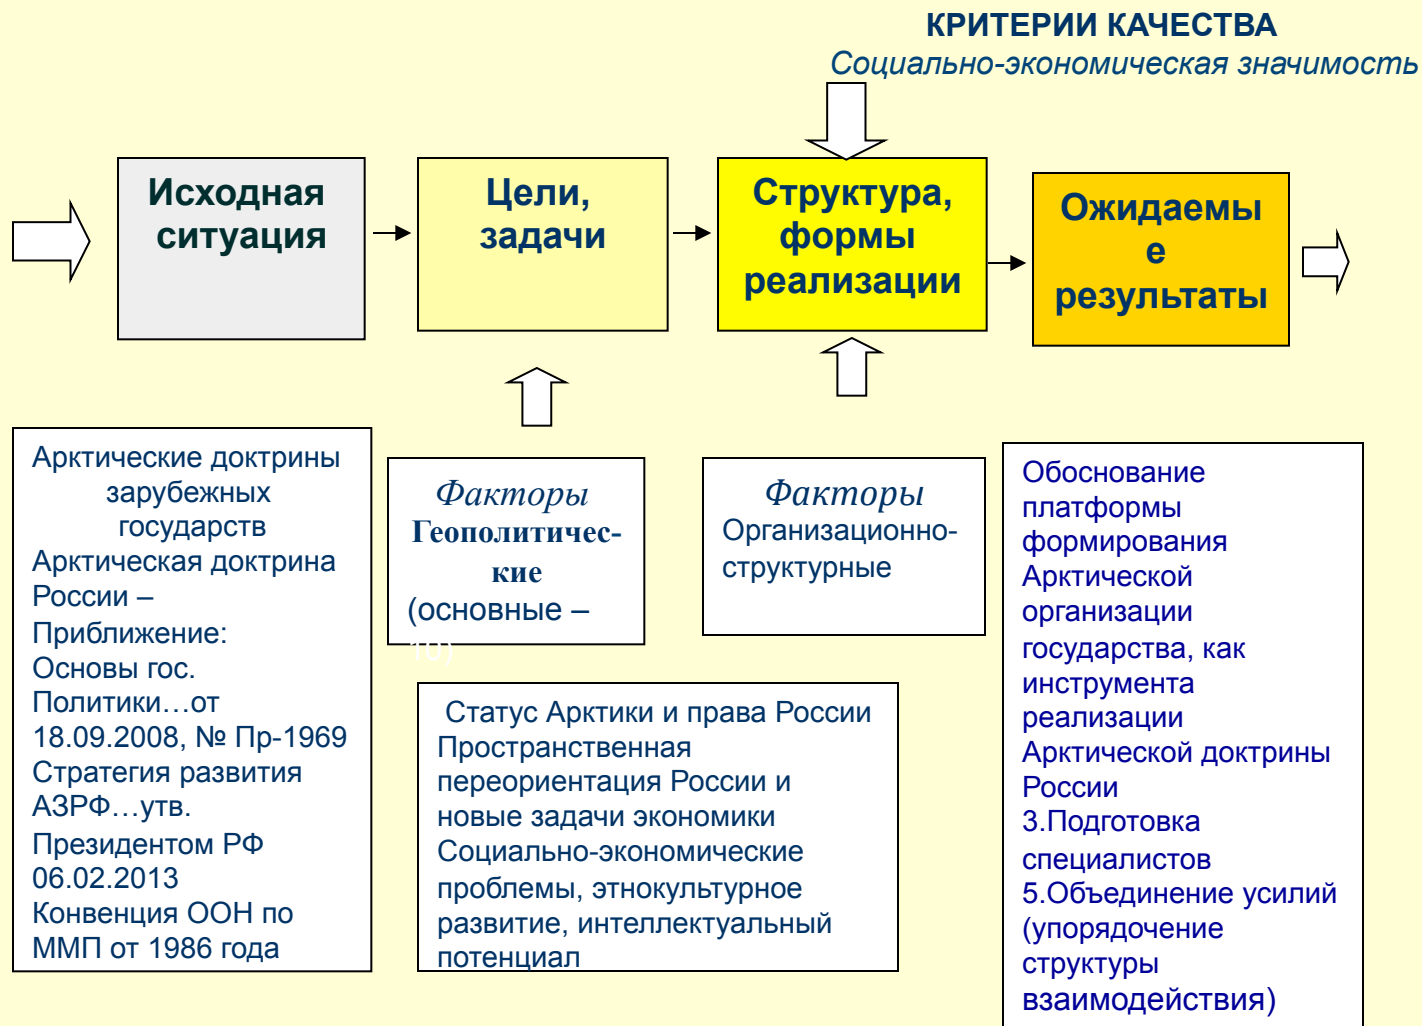 КРИТЕРИИ КАЧЕСТВА
Социально-экономическая значимость
Исходная
ситуация
Цели,
задачи
Структура,
формы
реализации
Ожидаемы
е
результаты
Арктические доктрины
зарубежных
государств
Арктическая доктрина
России –
Приближение:
Основы гос.
Политики…от
18.09.2008, № Пр-1969
Стратегия развития
АЗРФ…утв.
Президентом РФ
06.02.2013
Конвенция ООН по
ММП от 1986 года
Факторы
Геополитичес-
кие
(основные –
10)
Факторы
Организационно-
структурные
Статус Арктики и права России
Пространственная
переориентация России и
новые задачи экономики
Социально-экономические
проблемы, этнокультурное
развитие, интеллектуальный
потенциал
Обоснование
платформы
формирования
Арктической
организации
государства, как
инструмента
реализации
Арктической доктрины
России
3.Подготовка
специалистов
5.Объединение усилий
(упорядочение
структуры
взаимодействия)